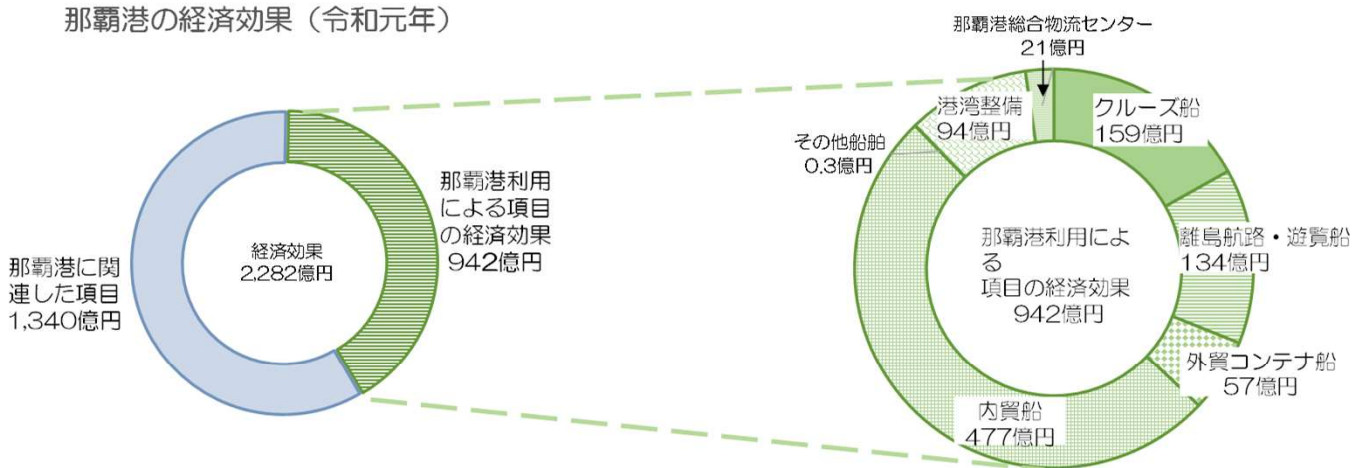 那覇港の経済効果（令和元年）
経済効果
2,282億円
那覇港利用
による項目
の経済効果
942億円
那覇港に関
連した項目
1,340億円
那覇港総合物流センター
21億円
港湾整備
94億円
その他船舶
0.3億円
クルーズ船
159億円
離島航路・遊覧船
134億円
外貿コンテナ船
57億円
内貿船
477億円
那覇港利用によ
る
項目の経済効果
942億円